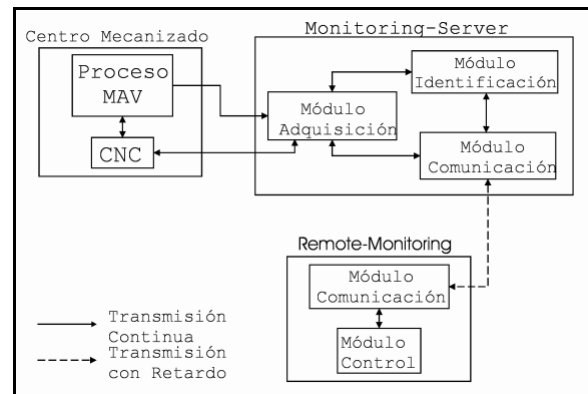 Centro Mecanizado
Proceso
MAV
CNC
Monitoring-Server
Módulo
Adquisición
Módulo
Identificación
Módulo
Comunicación
Remote-Monitoring
Módulo
Comunicación
Módulo
Control
Transmisión
Continua
Transmisión
con Retardo